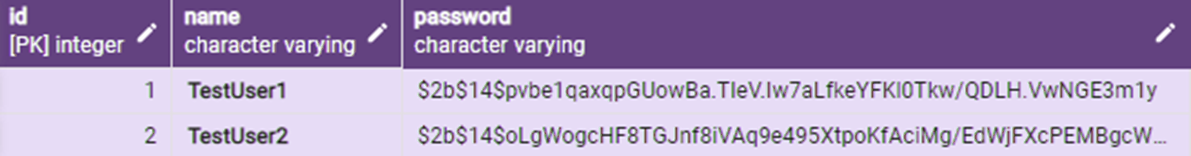 id name password
[PK] integer character varying character varying
1 TestUser1 $2b$14$pvbe1qaxqpGUowBa.TIeV.Iw7aLfkeYFKI0Tkw/QDLH.VwNGE3m1y
2 TestUser2 $2b$14$oLgWogcHF8TGJnf8iVAq9e495XtpoKfAciMg/EdWjFXcPEMBgcW...